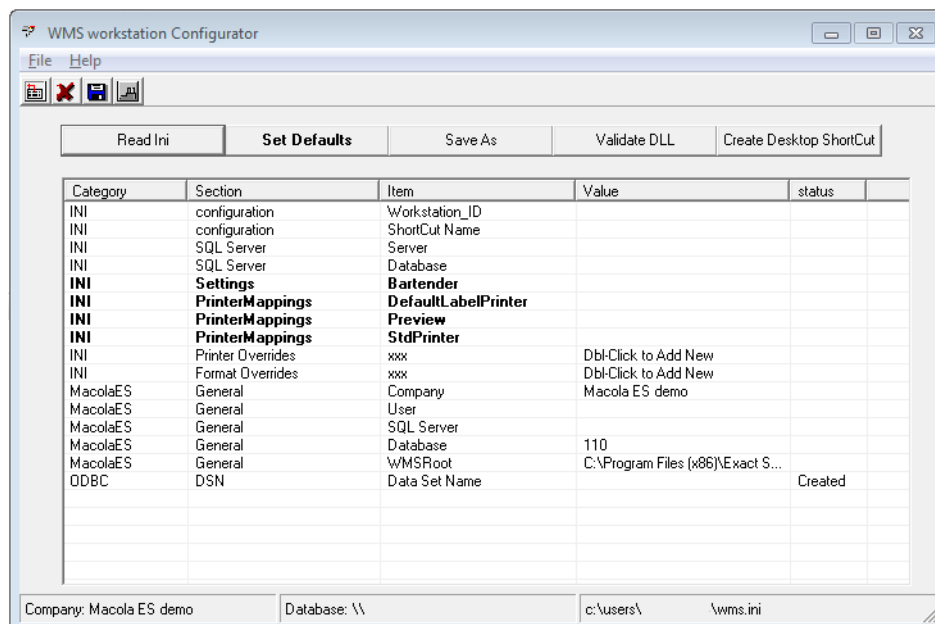 WMS workstation Configurator
File Help
Read Ini Set Defaults Save As Validate DLL Create Desktop ShortCut
Category Section Item Value status
INI configuration Workstation_ID
INI configuration ShortCut Name
INI SQL Server Server
INI SQL Server Database
INI Settings Bartender
INI PrinterMappings DefaultLabelPrinter
INI PrinterMappings Preview
INI PrinterMappings StdPrinter
INI Printer Overrides xxx Dbl-Click to Add New
INI Format Overrides xxx Dbl-Click to Add New
MacolaES General Company Macola ES demo
MacolaES General User
MacolaES General SQL Server
MacolaES General Database 110
MacolaES General WMSRoot C:\Program Files (x86)\Exact S...
ODBC DSN Data Set Name Created
Company: Macola ES demo Database: \\ c:\users\ \wms.ini